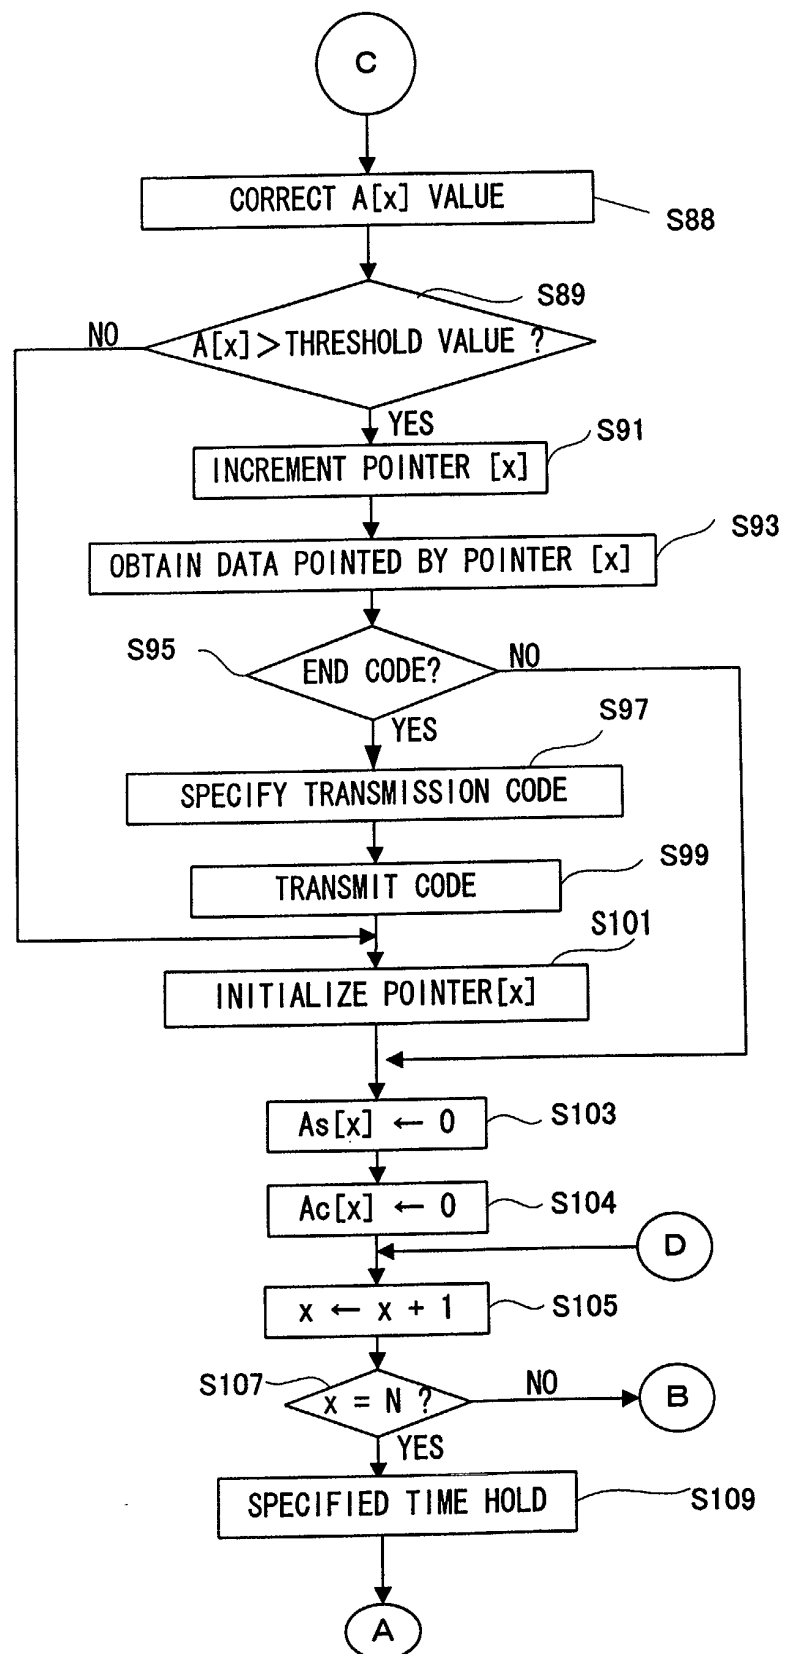 C
CORRECT A[x] VALUE
S88
S89
NO
A[x]>THRESHOLD VALUE ?
YES
S91
INCREMENT POINTER [x]
S93
OBTAIN DATA POINTED BY POINTER [x]
S95
END CODE?
NO
YES
S97
SPECIFY TRANSMISSION CODE
S99
TRANSMIT CODE
S101
INITIALIZE POINTER[x]
As[x] ← 0
S103
Ac[x] ← 0
S104
D
x ← x + 1
S105
S107
x = N ?
NO
B
YES
SPECIFIED TIME HOLD
S109
A